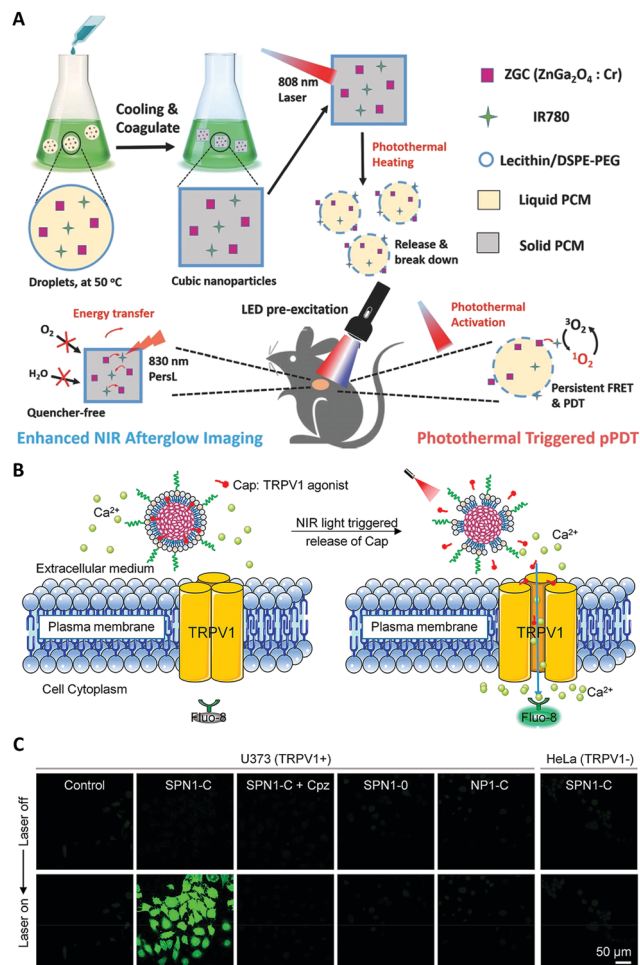 A
Cooling &
Coagulate
808 nm
Laser
ZGC (ZnGa₂O₄ : Cr)
IR780
Photothermal
Heating
Lecithin/DSPE-PEG
Liquid PCM
Release &
break down
Solid PCM
Droplets, at 50 °C
Cubic nanoparticles
LED pre-excitation
Energy transfer
Photothermal
Activation
O₂
H₂O
830 nm
PersL
³O₂
¹O₂
Persistent FRET
& PDT
Quencher-free
Enhanced NIR Afterglow Imaging
Photothermal Triggered pPDT
B
Cap: TRPV1 agonist
Ca²⁺
NIR light triggered
release of Cap
Ca²⁺
Extracellular medium
Plasma membrane
TRPV1
Plasma membrane
TRPV1
Cell Cytoplasm
Ca²⁺
Fluo-8
Fluo-8
C
U373 (TRPV1+)
HeLa (TRPV1-)
Control
SPN1-C
SPN1-C + Cpz
SPN1-0
NP1-C
SPN1-C
Laser off
Laser on
50 μm